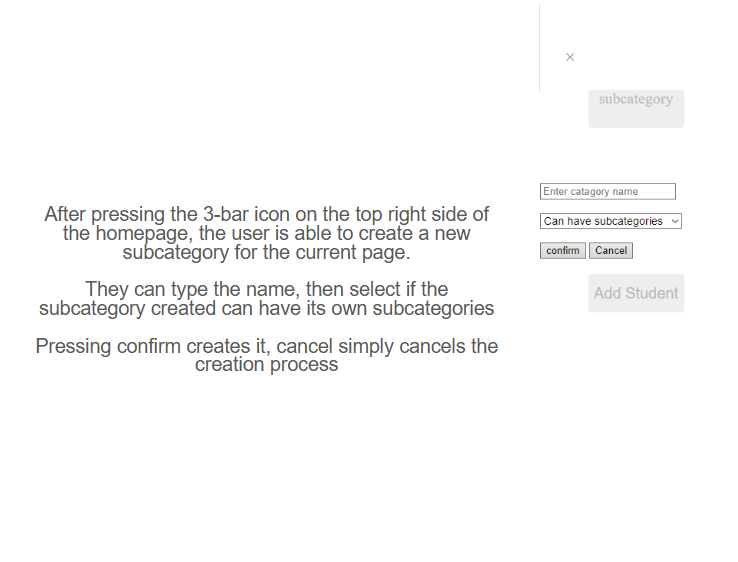 ×
subcategory
Enter catagory name
After pressing the 3-bar icon on the top right side of
the homepage, the user is able to create a new
subcategory for the current page.
Can have subcategories
confirm Cancel
They can type the name, then select if the
subcategory created can have its own subcategories
Add Student
Pressing confirm creates it, cancel simply cancels the
creation process